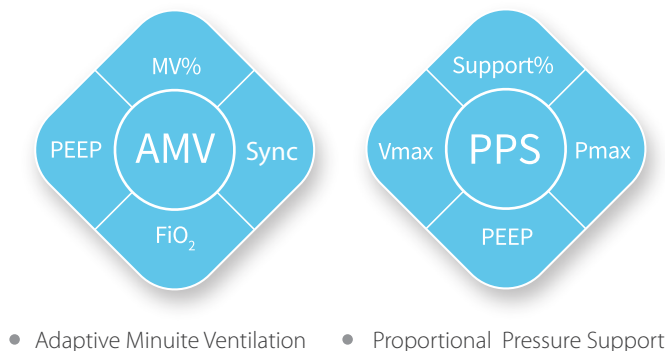 MV%
PEEP AMV Sync
FiO₂
Support%
Vmax PPS Pmax
PEEP
• Adaptive Minuite Ventilation
• Proportional Pressure Support